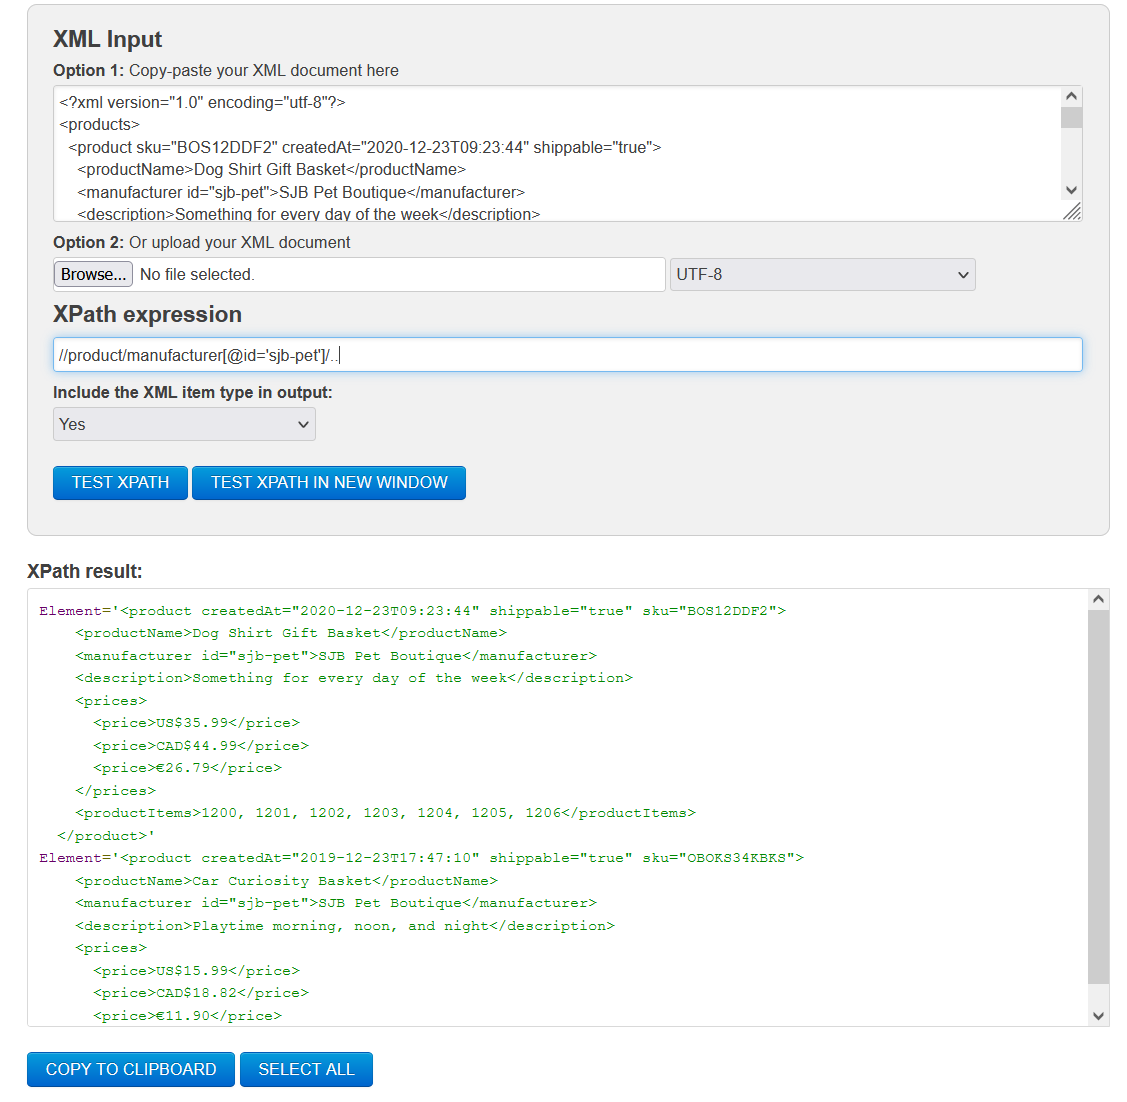 XML Input
Option 1: Copy-paste your XML document here
<?xml version="1.0" encoding="utf-8"?>
<products>
<product sku="BOS12DDF2" createdAt="2020-12-23T09:23:44" shippable="true">
<productName>Dog Shirt Gift Basket</productName>
<manufacturer id="sjb-pet">SJB Pet Boutique</manufacturer>
<description>Something for every day of the week</description>
Option 2: Or upload your XML document
Browse... No file selected. UTF-8
XPath expression
//product/manufacturer[@id='sjb-pet']/..
Include the XML item type in output:
Yes
TEST XPATH TEST XPATH IN NEW WINDOW
XPath result:
Element='<product createdAt="2020-12-23T09:23:44" shippable="true" sku="BOS12DDF2">
<productName>Dog Shirt Gift Basket</productName>
<manufacturer id="sjb-pet">SJB Pet Boutique</manufacturer>
<description>Something for every day of the week</description>
<prices>
<price>US$35.99</price>
<price>CAD$44.99</price>
<price>€26.79</price>
</prices>
<productItems>1200, 1201, 1202, 1203, 1204, 1205, 1206</productItems>
</product>'
Element='<product createdAt="2019-12-23T17:47:10" shippable="true" sku="OBOKS34KBKS">
<productName>Car Curiosity Basket</productName>
<manufacturer id="sjb-pet">SJB Pet Boutique</manufacturer>
<description>Playtime morning, noon, and night</description>
<prices>
<price>US$15.99</price>
<price>CAD$18.82</price>
<price>€11.90</price>
COPY TO CLIPBOARD SELECT ALL